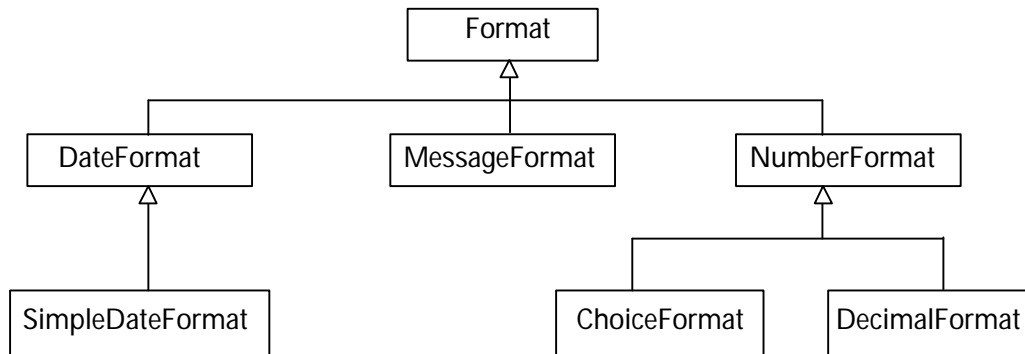 Format
DateFormat
MessageFormat
NumberFormat
SimpleDateFormat
ChoiceFormat
DecimalFormat